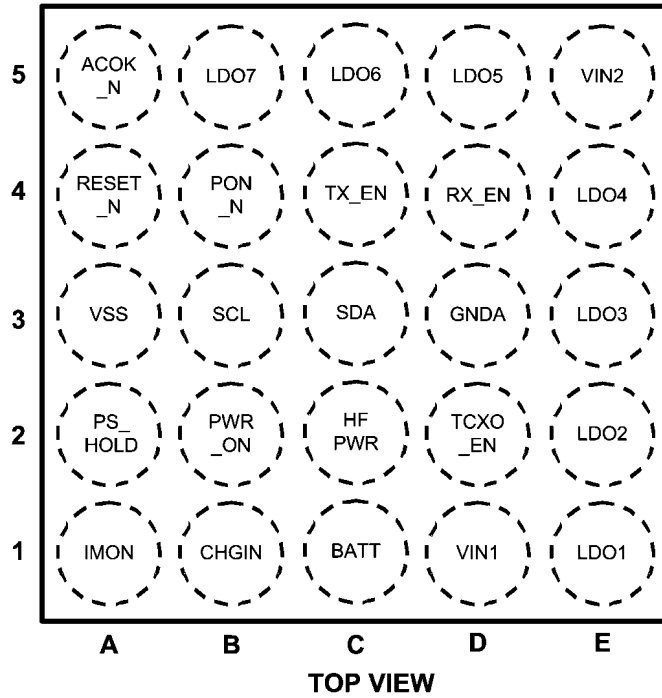 5
ACOK
_N
LDO7
LDO6
LDO5
VIN2
4
RESET
_N
PON
_N
TX_EN
RX_EN
LDO4
3
VSS
SCL
SDA
GNDA
LDO3
2
PS_
HOLD
PWR
_ON
HF
PWR
TCXO
_EN
LDO2
1
IMON
CHGIN
BATT
VIN1
LDO1
A
B
C
D
E
TOP VIEW